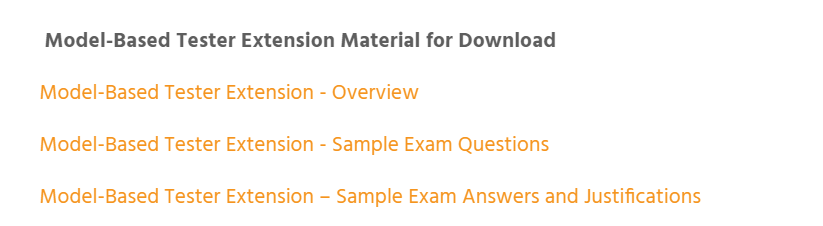 Model-Based Tester Extension Material for Download
Model-Based Tester Extension - Overview
Model-Based Tester Extension - Sample Exam Questions
Model-Based Tester Extension – Sample Exam Answers and Justifications